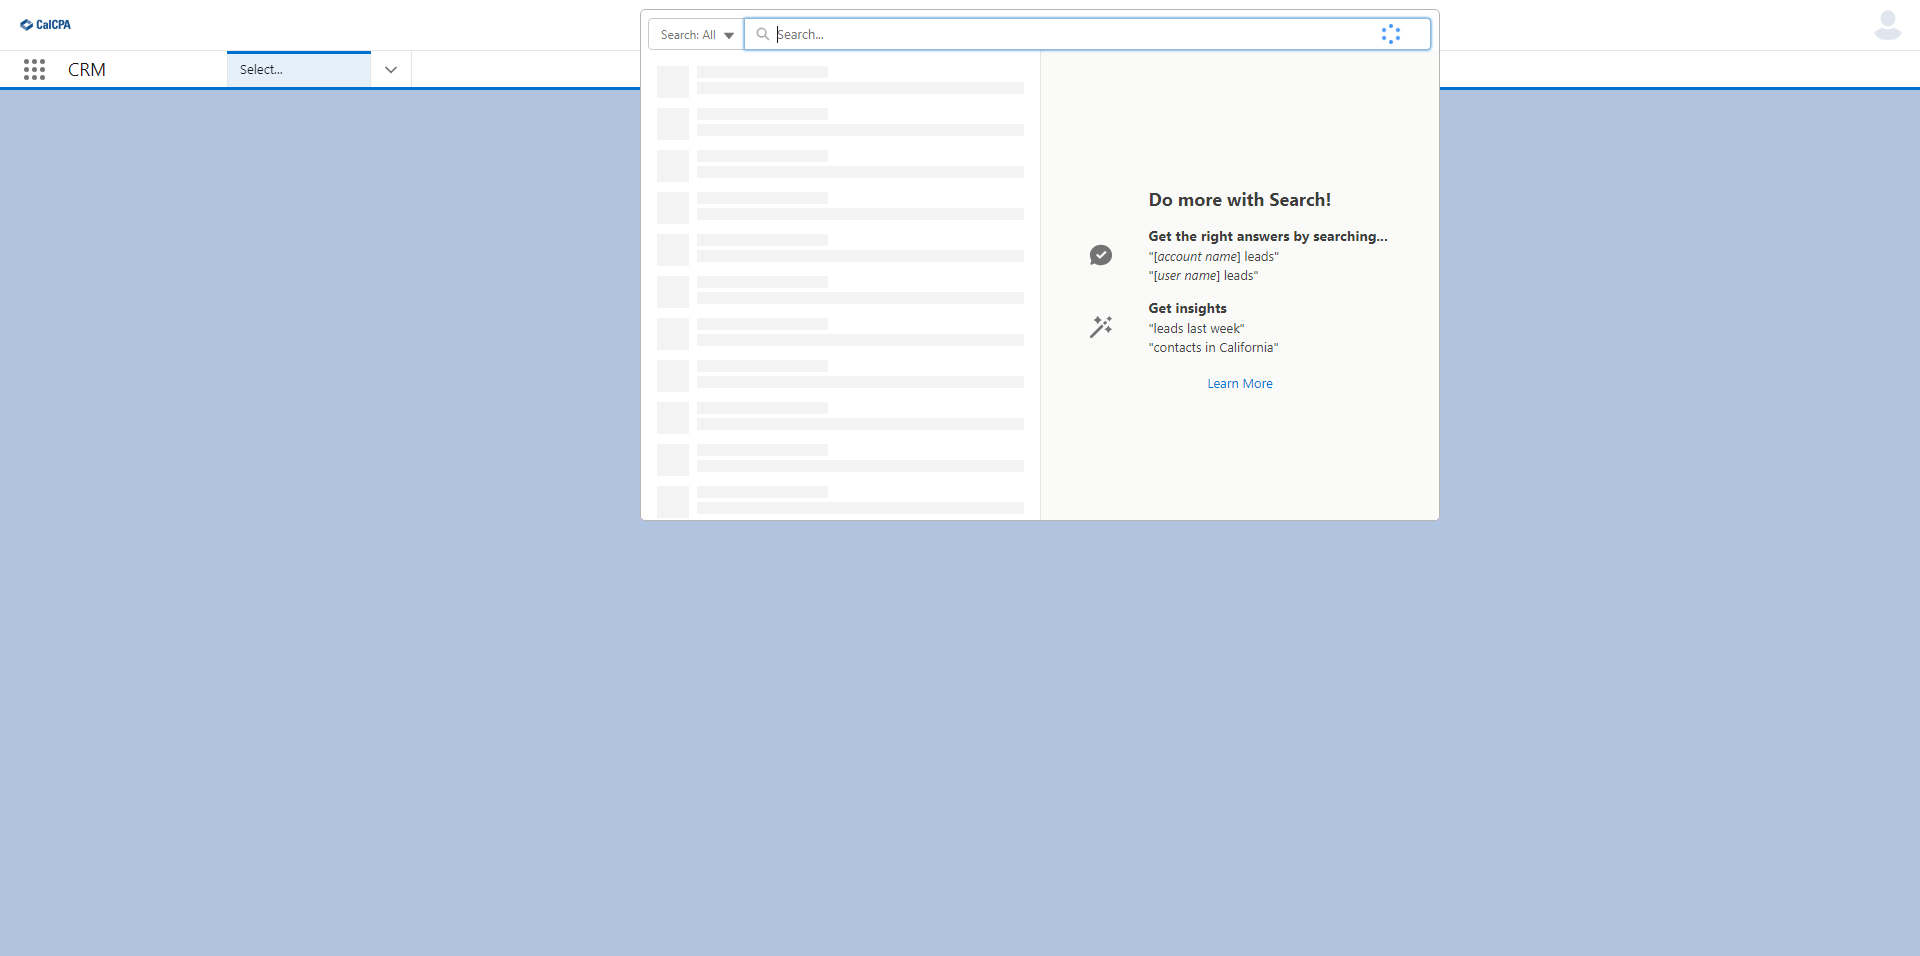 CalCPA
Search: All
Search...
CRM
Select...
Do more with Search!
Get the right answers by searching...
"[account name] leads"
"[user name] leads"
Get insights
"leads last week"
"contacts in California"
Learn More